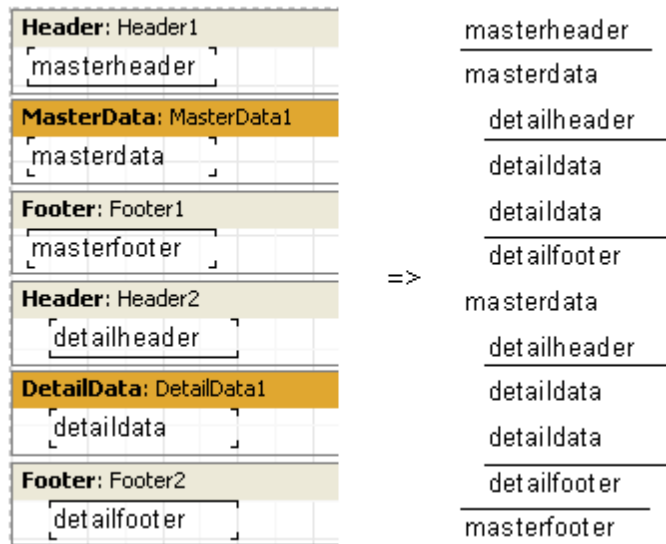 Header: Header1
masterheader
MasterData: MasterData1
masterdata
Footer: Footer1
masterfooter
Header: Header2
detailheader
DetailData: DetailData1
detaildata
Footer: Footer2
detailfooter
=>
masterheader
masterdata
detailheader
detaildata
detaildata
detailfooter
masterdata
detailheader
detaildata
detaildata
detailfooter
masterfooter